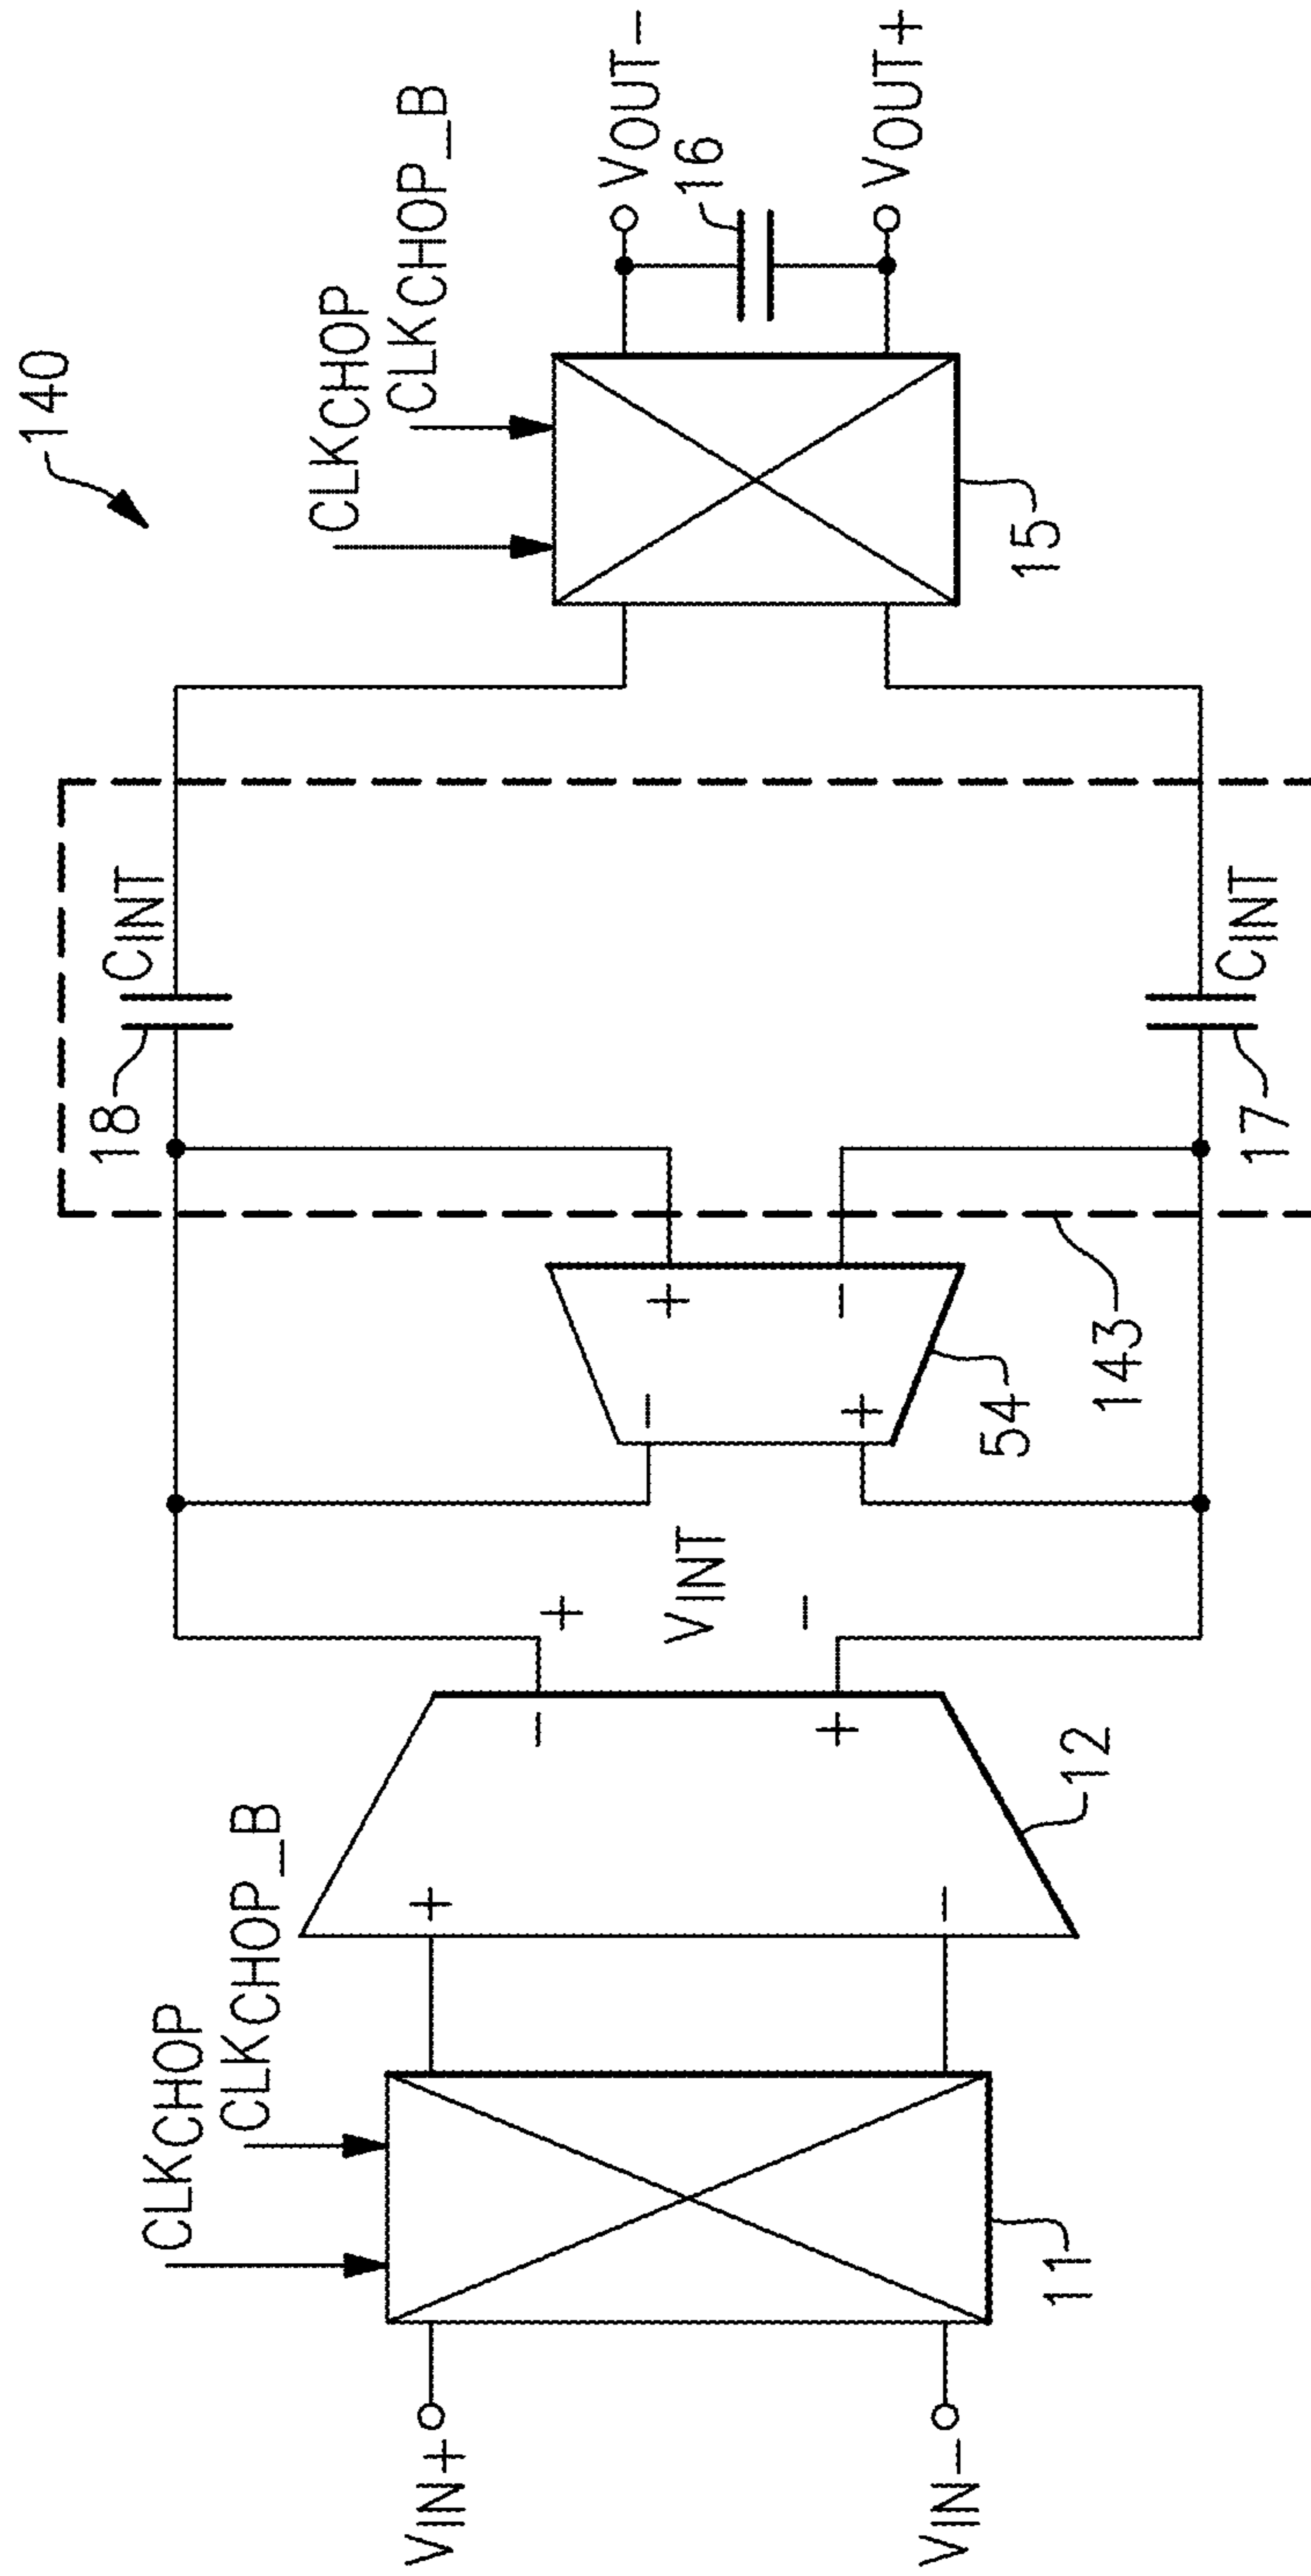 140
CLKCHOP
CLKCHOP_B
CLKCHOP
CLKCHOP_B
VIN+
VIN−
11
+
−
−
+
12
+
VINT
−
−
+
+
−
54
143
18
CINT
17
CINT
15
16
VOUT−
VOUT+